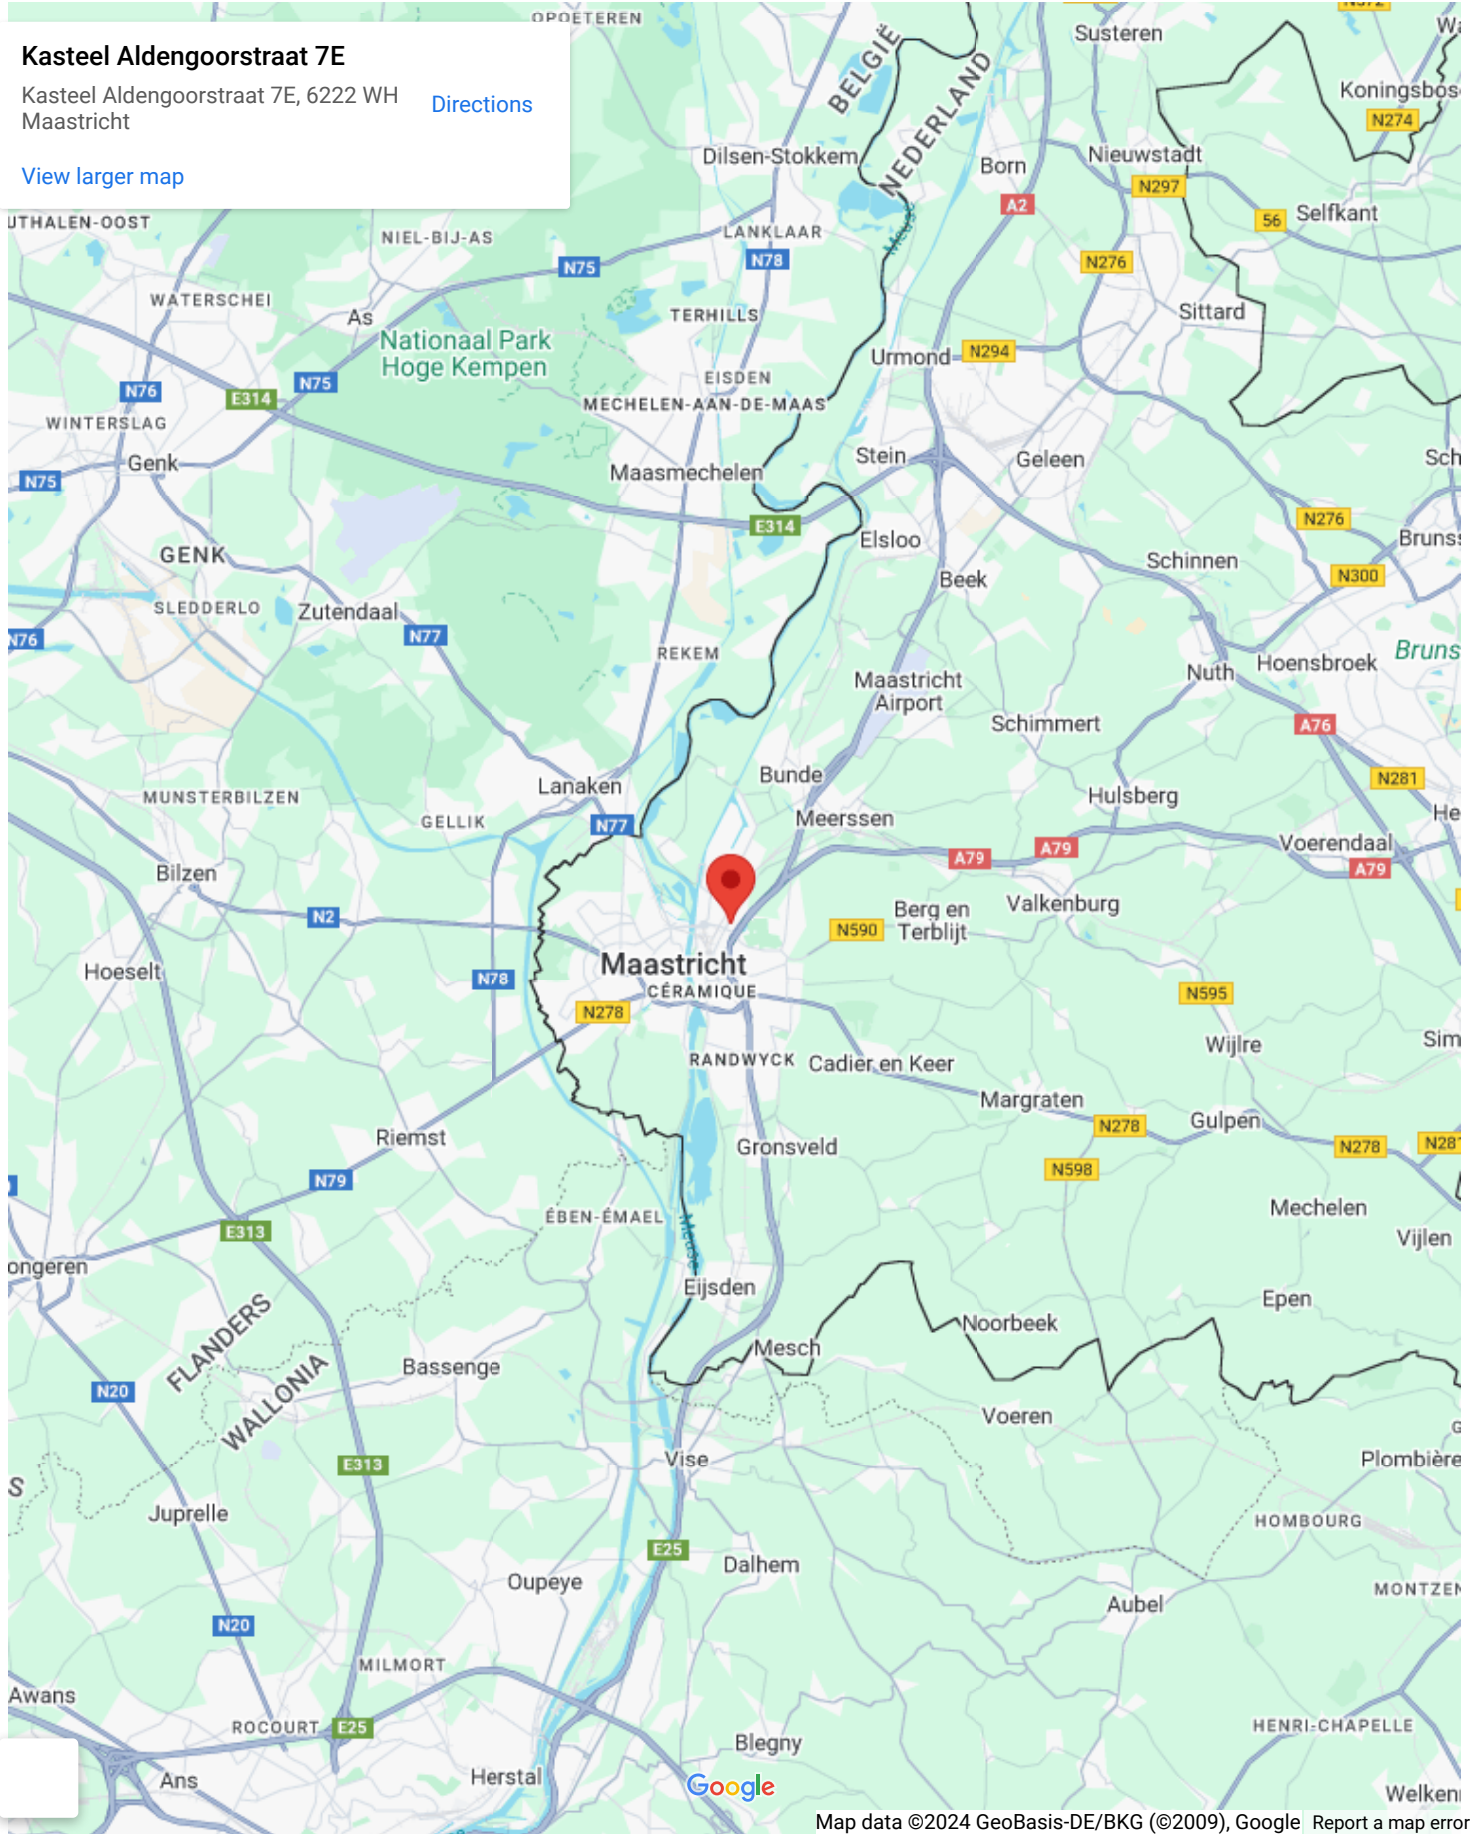 OPOETEREN
N572
Susteren
Kasteel Aldengoorstraat 7E
Kasteel Aldengoorstraat 7E, 6222 WH
Maastricht
Directions
View larger map
BELGIË
NEDERLAND
Koningsbos
N274
Dilsen-Stokkem
Born
Nieuwstadt
N297
A2
Selfkant
56
UTHALEN-OOST
NIEL-BIJ-AS
LANKLAAR
Meuse
N75
N78
N276
WATERSCHEI
As
TERHILLS
Sittard
Nationaal Park
Hoge Kempen
Urmond
N294
N76
N75
E314
EISDEN
MECHELEN-AAN-DE-MAAS
WINTERSLAG
Genk
Stein
Geleen
Sch
N75
Maasmechelen
E314
N276
Elsloo
Bruns
GENK
Schinnen
N300
Beek
SLEDDERLO
Zutendaal
N76
N77
REKEM
Hoensbroek
Bruns
Nuth
Maastricht
Airport
Schimmert
A76
Bunde
N281
Lanaken
MUNSTERBILZEN
Hulsberg
GELLIK
N77
Meerssen
He
Voerendaal
A79
A79
A79
Bilzen
Valkenburg
N2
N590
Berg en
Terblijt
Maastricht
Hoeselt
N78
CÉRAMIQUE
N595
N278
Wijlre
Sim
RANDWYCK
Cadier en Keer
Margraten
N278
Gulpen
Riemst
Gronsveld
N278
N281
N79
N598
ÉBEN-ÉMAEL
Meuse
Mechelen
E313
Vijlen
ongeren
Eijsden
Epen
FLANDERS
Noorbeek
Mesch
WALLONIA
Bassenge
N20
Voeren
Vise
Plombière
E313
S
Juprelle
HOMBOURG
E25
Dalhem
Oupeye
MONTZEN
Aubel
N20
MILMORT
Awans
ROCOURT
E25
HENRI-CHAPELLE
Blegny
Ans
Herstal
Google
Welken
Map data ©2024 GeoBasis-DE/BKG (©2009), Google
Report a map error